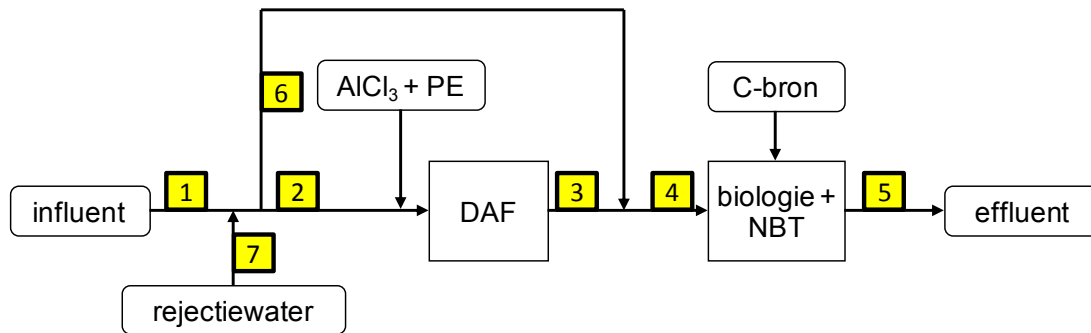 6
AlCl₃ + PE
C-bron
influent
1
2
DAF
3
4
biologie +
NBT
5
effluent
7
rejectiewater